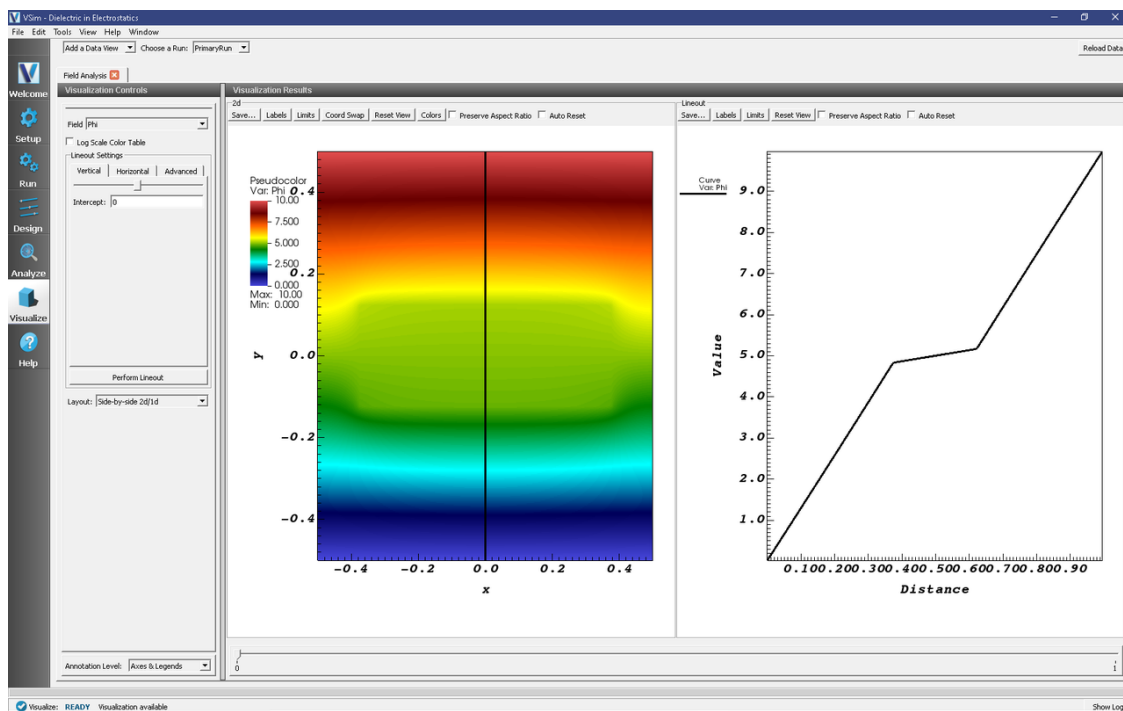 VSim - Dielectric in Electrostatics
File Edit Tools View Help Window
Add a Data View Choose a Run: PrimaryRun Reload Data
Field Analysis
Visualization Controls
Visualization Results
Welcome
Setup
Run
Design
Analyze
Visualize
Help
Field Phi
Log Scale Color Table
Lineout Settings
Vertical Horizontal Advanced
Intercept: 0
Perform Lineout
Layout: Side-by-side 2d/1d
Annotation Level: Axes & Legends
2d
Save... Labels Limits Coord Swap Reset View Colors Preserve Aspect Ratio Auto Reset
Pseudocolor
Var: Phi
10.00
7.500
5.000
2.500
0.000
Max: 10.00
Min: 0.000
0.4
0.2
0.0
-0.2
-0.4
y
-0.4 -0.2 0.0 0.2 0.4
x
Lineout
Save... Labels Limits Reset View Preserve Aspect Ratio Auto Reset
Curve
Var: Phi
9.0
8.0
7.0
6.0
5.0
4.0
3.0
2.0
1.0
Value
0.100.200.300.400.500.600.700.800.90
Distance
0 1
Visualize: READY Visualization available Show Log